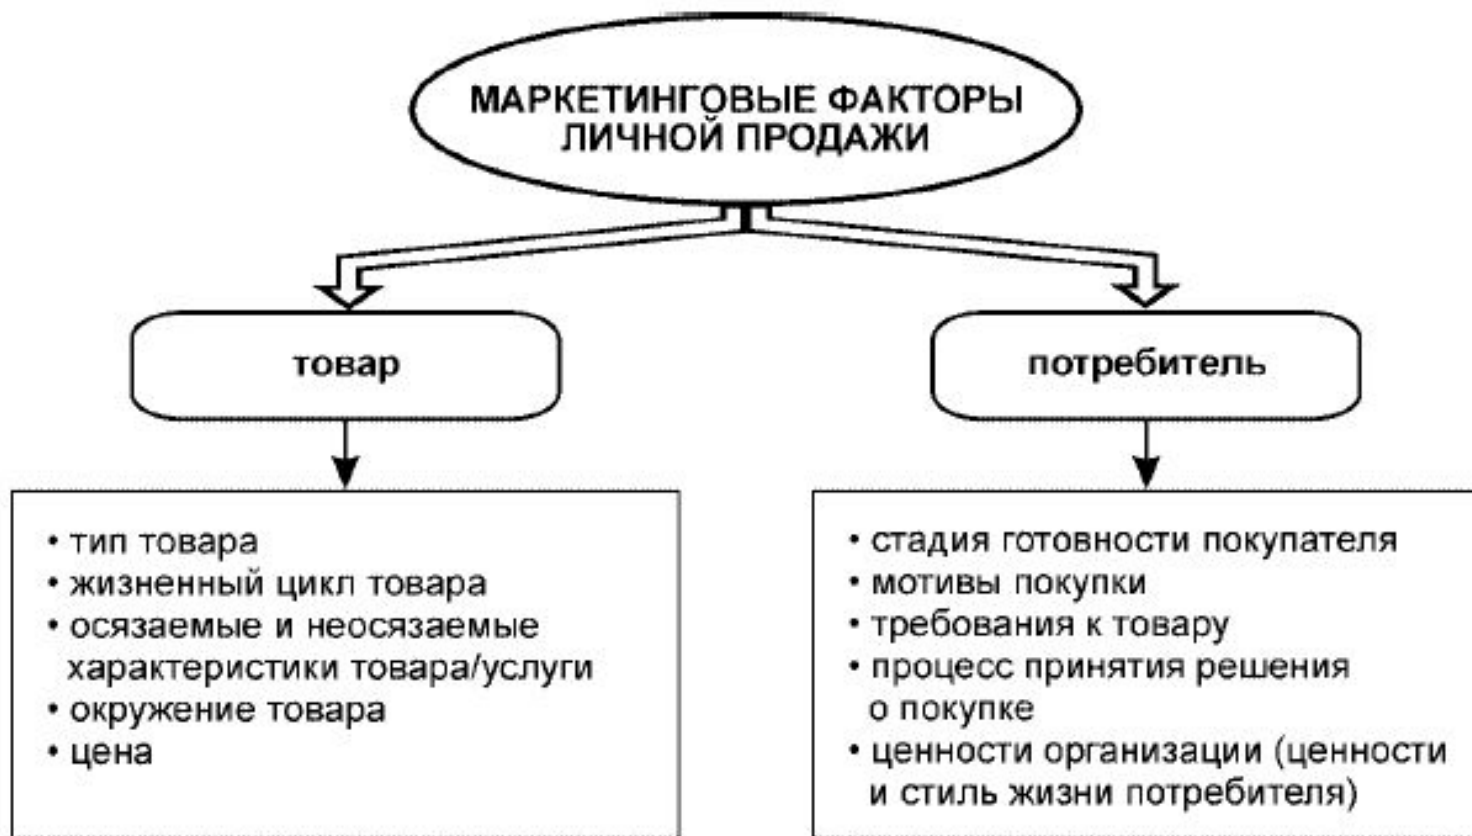 МАРКЕТИНГОВЫЕ ФАКТОРЫ
ЛИЧНОЙ ПРОДАЖИ
товар
• тип товара
• жизненный цикл товара
• осязаемые и неосязаемые
характеристики товара/услуги
• окружение товара
• цена
потребитель
• стадия готовности покупателя
• мотивы покупки
• требования к товару
• процесс принятия решения
о покупке
• ценности организации (ценности
и стиль жизни потребителя)